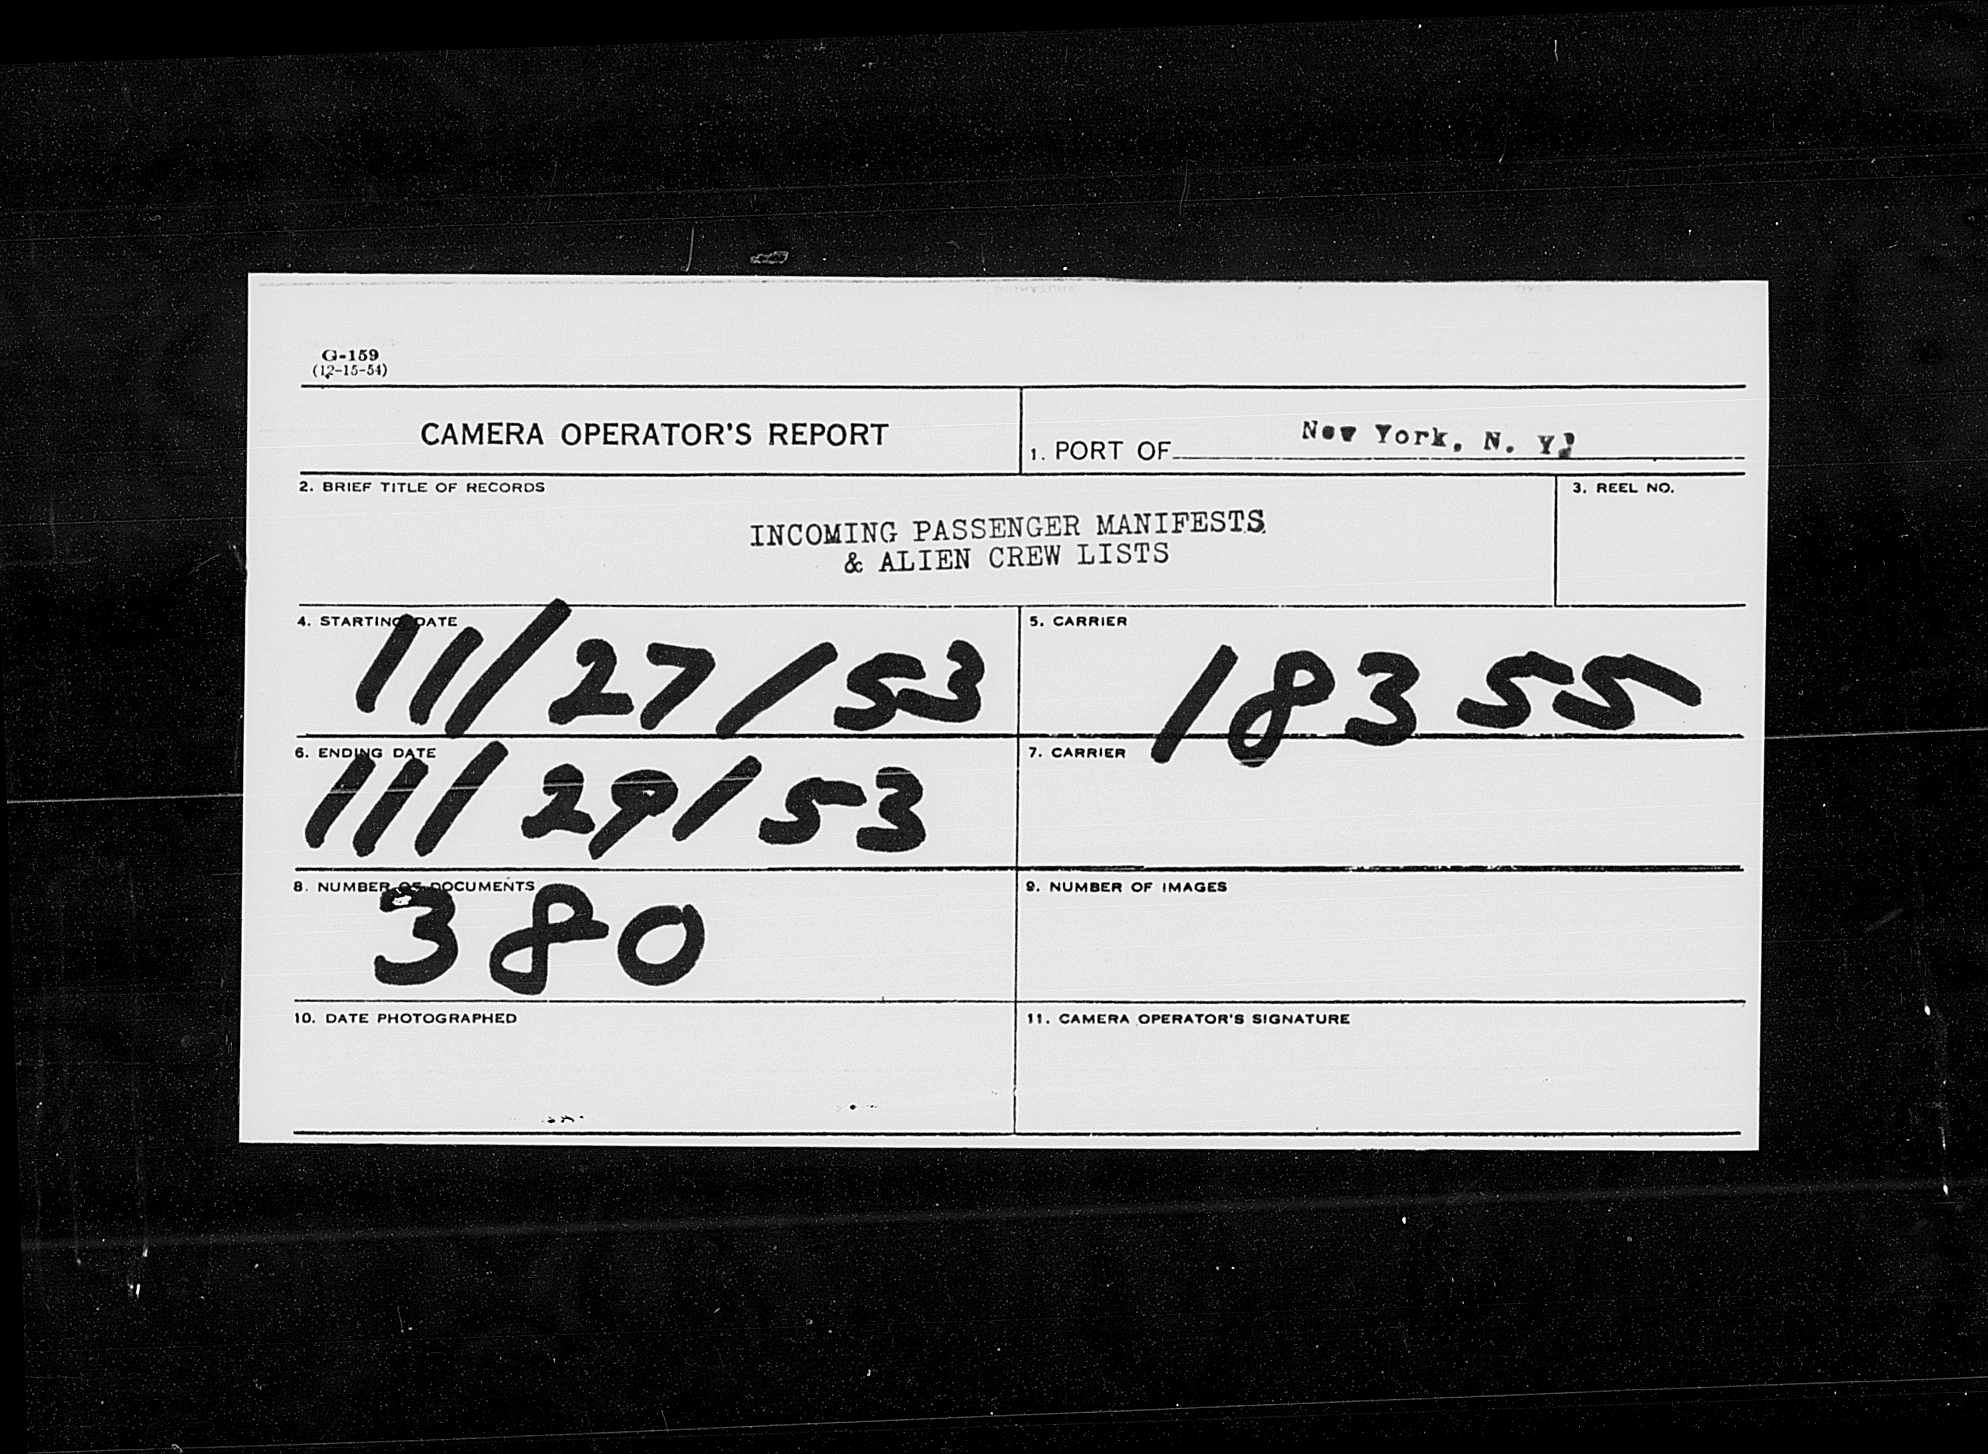 G-159
(12-15-54)
CAMERA OPERATOR'S REPORT
1. PORT OF New York, N. Y.
2. BRIEF TITLE OF RECORDS
3. REEL NO.
INCOMING PASSENGER MANIFESTS
& ALIEN CREW LISTS
4. STARTING DATE
5. CARRIER
11/27/53
18355
6. ENDING DATE
7. CARRIER
11/29/53
8. NUMBER OF DOCUMENTS
9. NUMBER OF IMAGES
380
10. DATE PHOTOGRAPHED
11. CAMERA OPERATOR'S SIGNATURE